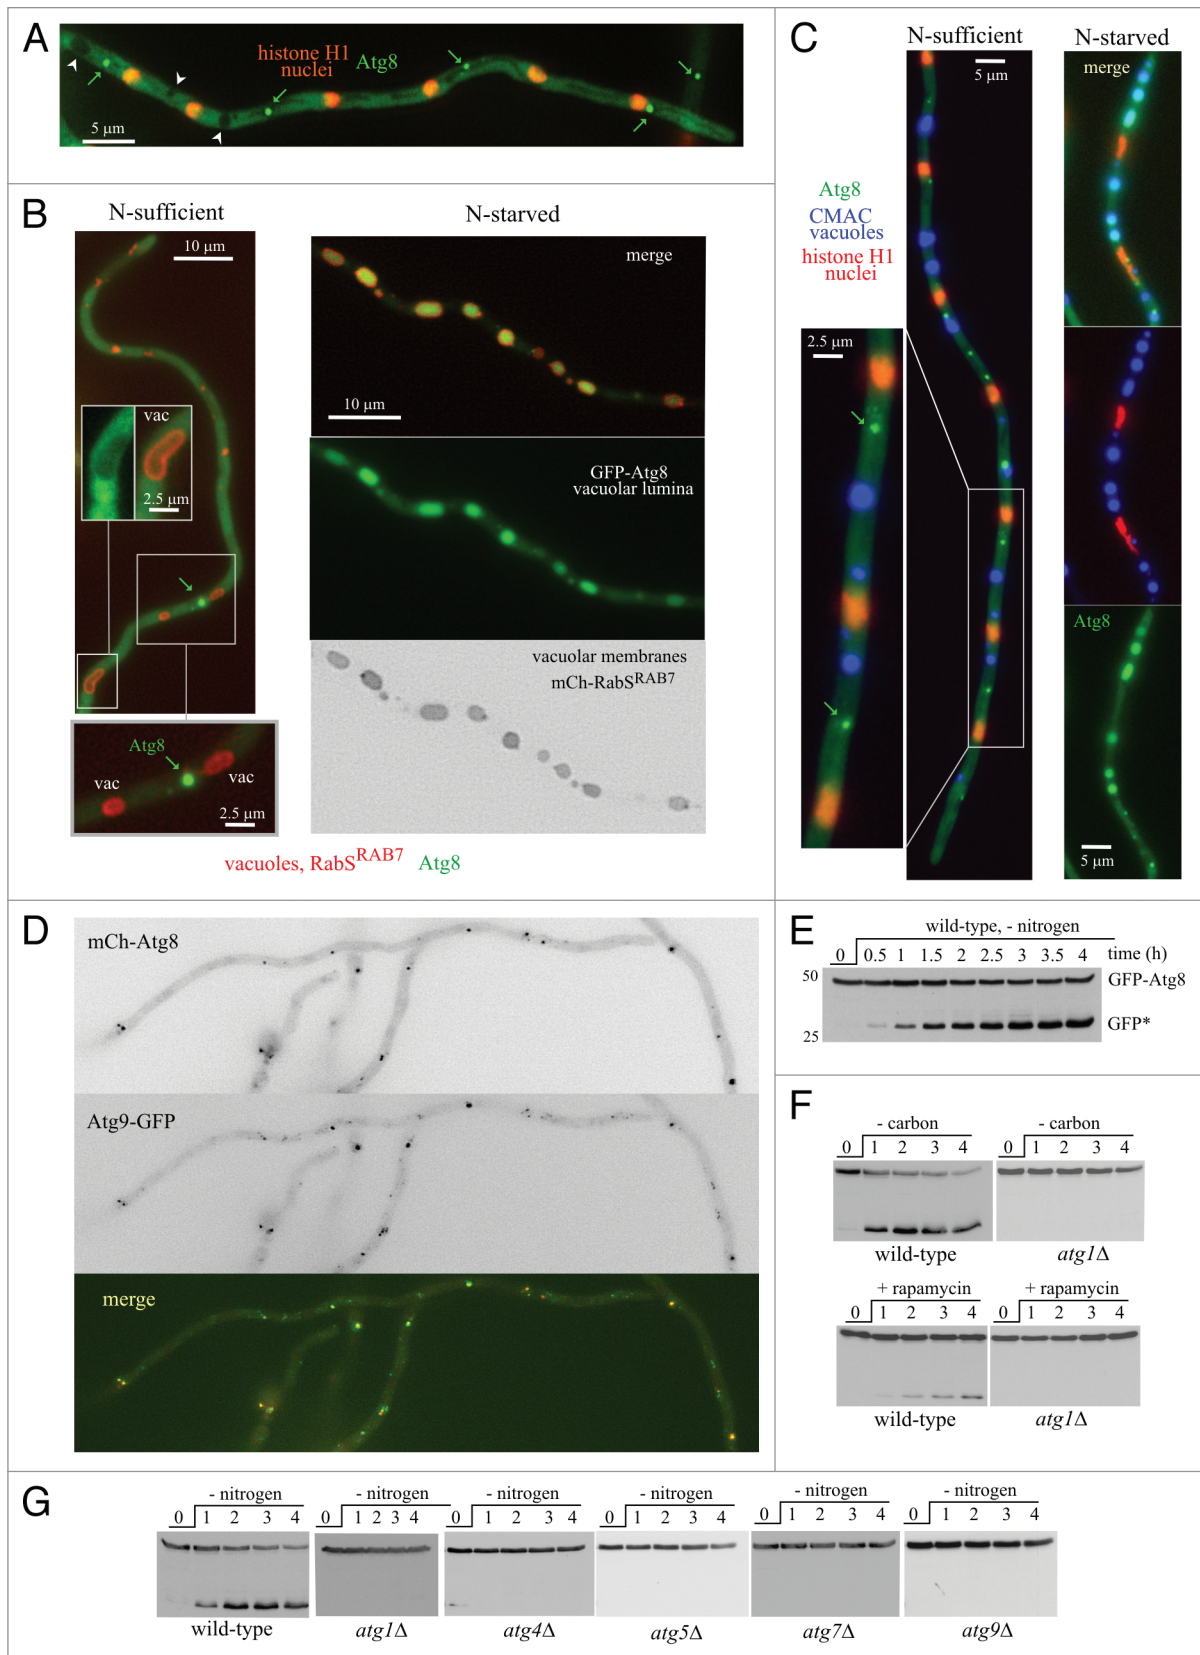 A
histone H1
nuclei
Atg8
5 µm
B
N-sufficient
10 µm
vac
2.5 µm
Atg8
vac
vac
2.5 µm
N-starved
merge
10 µm
GFP-Atg8
vacuolar lumina
vacuolar membranes
mCh-RabS^RAB7
vacuoles, RabS^RAB7 Atg8
C
N-sufficient
5 µm
N-starved
merge
Atg8
CMAC
vacuoles
histone H1
nuclei
2.5 µm
Atg8
5 µm
D
mCh-Atg8
Atg9-GFP
merge
E
wild-type, - nitrogen
0 0.5 1 1.5 2 2.5 3 3.5 4 time (h)
50 GFP-Atg8
25 GFP*
F
- carbon - carbon
0 1 2 3 4 0 1 2 3 4
wild-type atg1Δ
+ rapamycin + rapamycin
0 1 2 3 4 0 1 2 3 4
wild-type atg1Δ
G
- nitrogen - nitrogen - nitrogen - nitrogen - nitrogen - nitrogen
0 1 2 3 4 0 1 2 3 4 0 1 2 3 4 0 1 2 3 4 0 1 2 3 4 0 1 2 3 4
wild-type atg1Δ atg4Δ atg5Δ atg7Δ atg9Δ